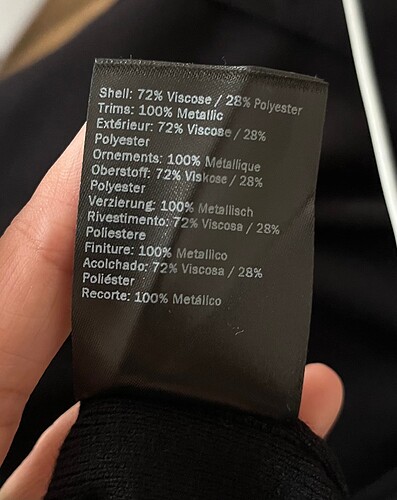 Shell: 72% Viscose / 28% Polyester
Trims: 100% Metallic
Extérieur: 72% Viscose / 28%
Polyester
Ornements: 100% Métallique
Oberstoff: 72% Viskose / 28%
Polyester
Verzierung: 100% Metallisch
Rivestimento: 72% Viscosa / 28%
Poliestere
Finiture: 100% Metallico
Acolchado: 72% Viscosa / 28%
Poliéster
Recorte: 100% Metálico